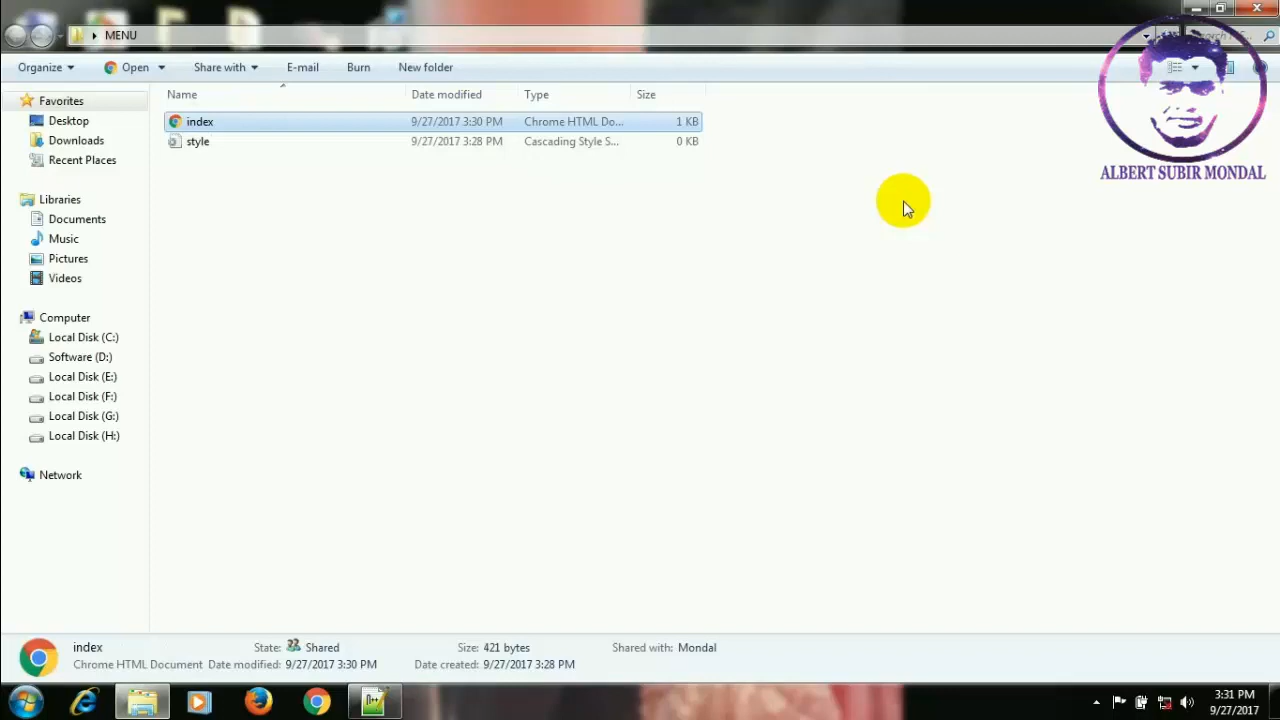 MENU
Organize
Open
Share with
E-mail
Burn
New folder
ALBERT SUBIR MONDAL
Name Date modified Type Size
index 9/27/2017 3:30 PM Chrome HTML Do... 1 KB
style 9/27/2017 3:28 PM Cascading Style S... 0 KB
Favorites
Desktop
Downloads
Recent Places
Libraries
Documents
Music
Pictures
Videos
Computer
Local Disk (C:)
Software (D:)
Local Disk (E:)
Local Disk (F:)
Local Disk (G:)
Local Disk (H:)
Network
index State: Shared Size: 421 bytes Shared with: Mondal
Chrome HTML Document Date modified: 9/27/2017 3:30 PM Date created: 9/27/2017 3:28 PM
3:31 PM
9/27/2017